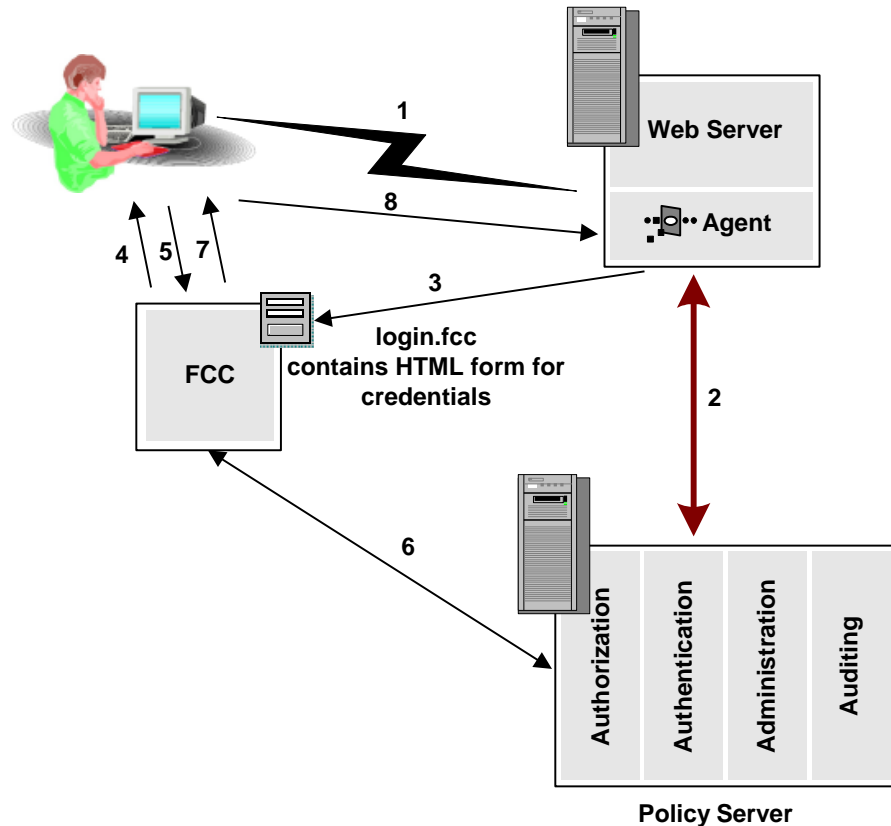 1
Web Server
8
Agent
4
5
7
3
login.fcc
contains HTML form for
credentials
FCC
2
6
Authorization
Authentication
Administration
Auditing
Policy Server